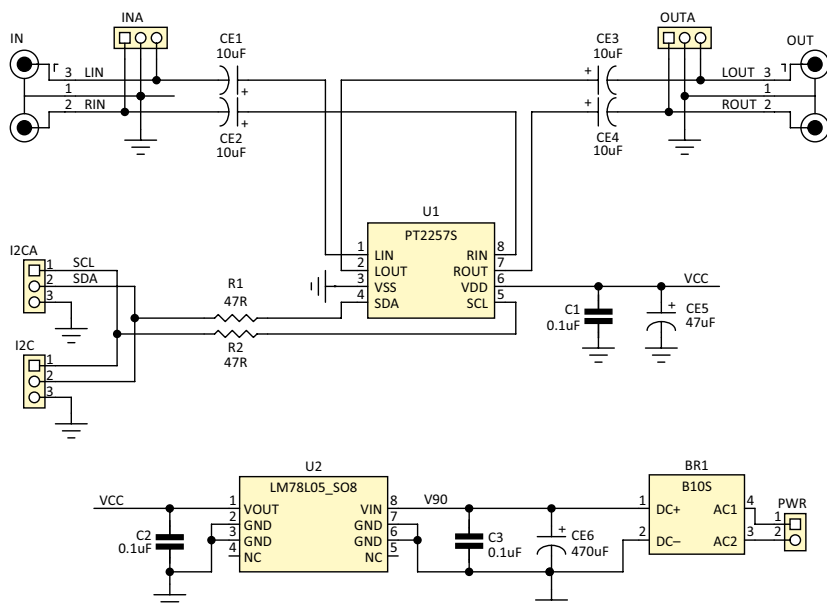 INA
OUTA
IN
CE1
10uF
CE3
10uF
OUT
3 LIN
1
2 RIN
+
+
CE2
10uF
+
+
CE4
10uF
LOUT 3
1
ROUT 2
U1
PT2257S
1 LIN RIN 8
2 LOUT ROUT 7
3 VSS VDD 6
4 SDA SCL 5
VCC
I2CA
1 SCL
2 SDA
3
R1
47R
R2
47R
C1
0.1uF
+
CE5
47uF
I2C
1
2
3
U2
LM78L05_SO8
VCC
1 VOUT VIN 8
2 GND GND 7
3 GND GND 6
4 NC NC 5
V90
C2
0.1uF
C3
0.1uF
+
CE6
470uF
BR1
B10S
1 DC+ AC1 4
2 DC– AC2 3
PWR
1
2